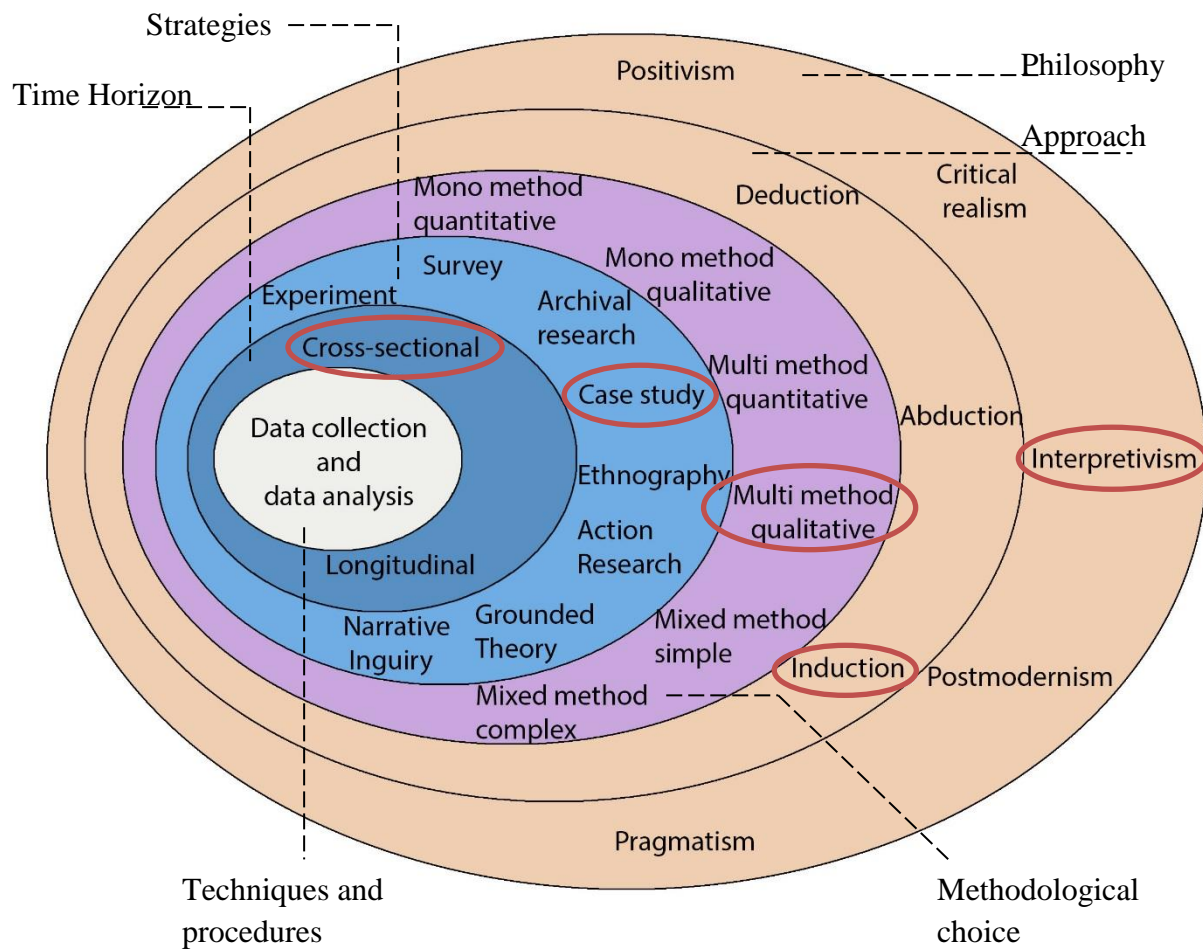 Strategies
Positivism
Philosophy
Time Horizon
Approach
Mono method
quantitative
Deduction
Critical
realism
Survey
Mono method
qualitative
Experiment
Archival
research
Cross-sectional
Multi method
quantitative
Case study
Abduction
Data collection
and
data analysis
Interpretivism
Ethnography
Multi method
qualitative
Action
Research
Longitudinal
Grounded
Theory
Narrative
Inguiry
Mixed method
simple
Induction
Postmodernism
Mixed method
complex
Pragmatism
Techniques and
procedures
Methodological
choice